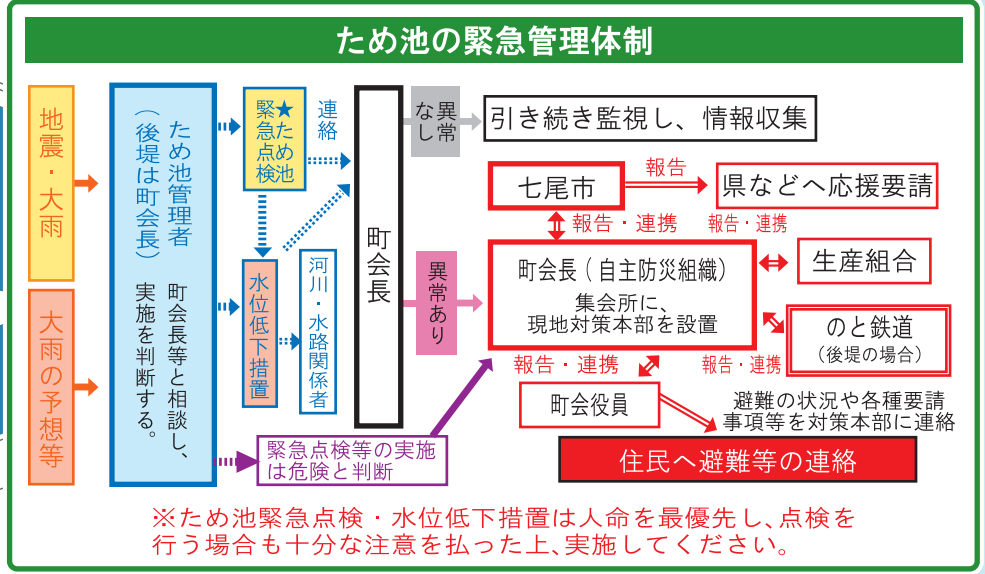 ため池の緊急管理体制
地震・大雨
大雨の予想等
ため池管理者
（後堤は町会長）
町会長等と相談し、
実施を判断する。
★ため池
緊急点検
連絡
水位低下措置
河川・水路関係者
緊急点検等の実施
は危険と判断
町会長
異常
なし
引き続き監視し、情報収集
異常あり
七尾市
報告
県などへ応援要請
報告・連携
報告・連携
町会長（自主防災組織）
集会所に、
現地対策本部を設置
生産組合
のと鉄道
（後堤の場合）
報告・連携
報告・連携
町会役員
避難の状況や各種要請
事項等を対策本部に連絡
住民へ避難等の連絡
※ため池緊急点検・水位低下措置は人命を最優先し、点検を
行う場合も十分な注意を払った上、実施してください。